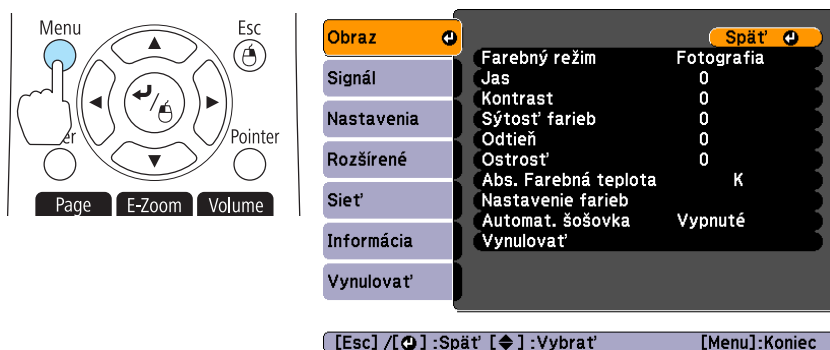 Menu
Esc
Pointer
Page
E-Zoom
Volume
Obraz
Signál
Nastavenia
Rozšírené
Sieť
Informácia
Vynulovať
Späť
Farebný režim Fotografia
Jas 0
Kontrast 0
Sýtosť farieb 0
Odtieň 0
Ostrosť 0
Abs. Farebná teplota K
Nastavenie farieb
Automat. šošovka Vypnuté
Vynulovať
[Esc] /[ ] :Späť [ ] :Vybrať [Menu]:Koniec